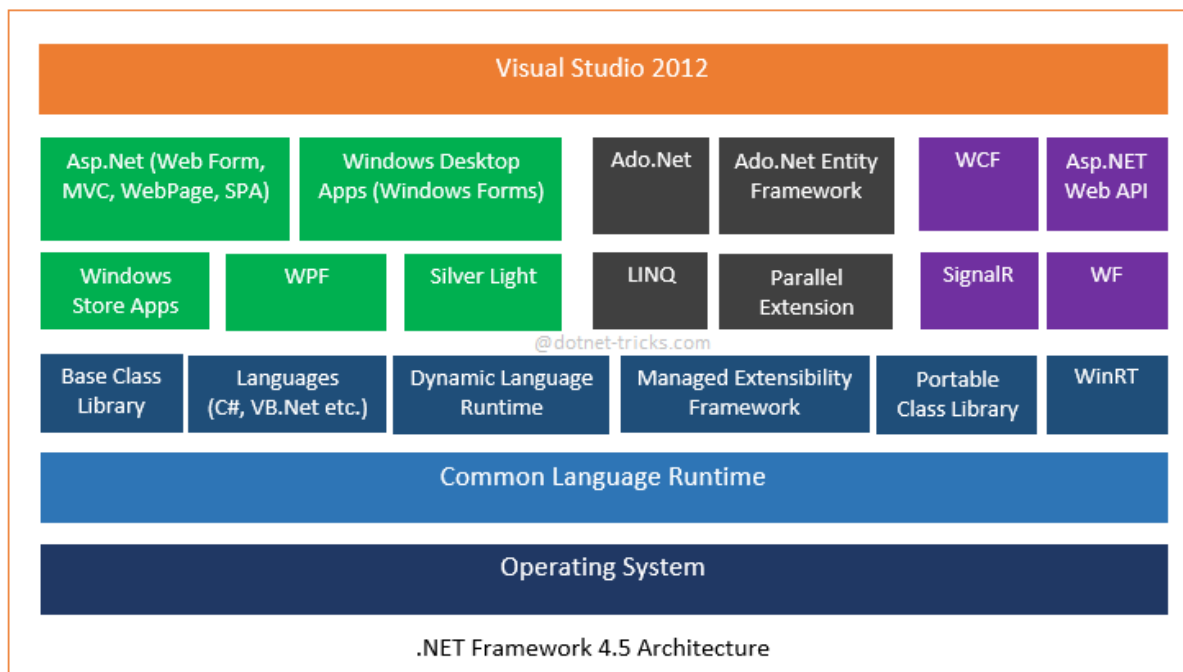 Visual Studio 2012
Asp.Net (Web Form,
MVC, WebPage, SPA)
Windows Desktop
Apps (Windows Forms)
Ado.Net
Ado.Net Entity
Framework
WCF
Asp.NET
Web API
Windows
Store Apps
WPF
Silver Light
LINQ
Parallel
Extension
SignalR
WF
@dotnet-tricks.com
Base Class
Library
Languages
(C#, VB.Net etc.)
Dynamic Language
Runtime
Managed Extensibility
Framework
Portable
Class Library
WinRT
Common Language Runtime
Operating System
.NET Framework 4.5 Architecture